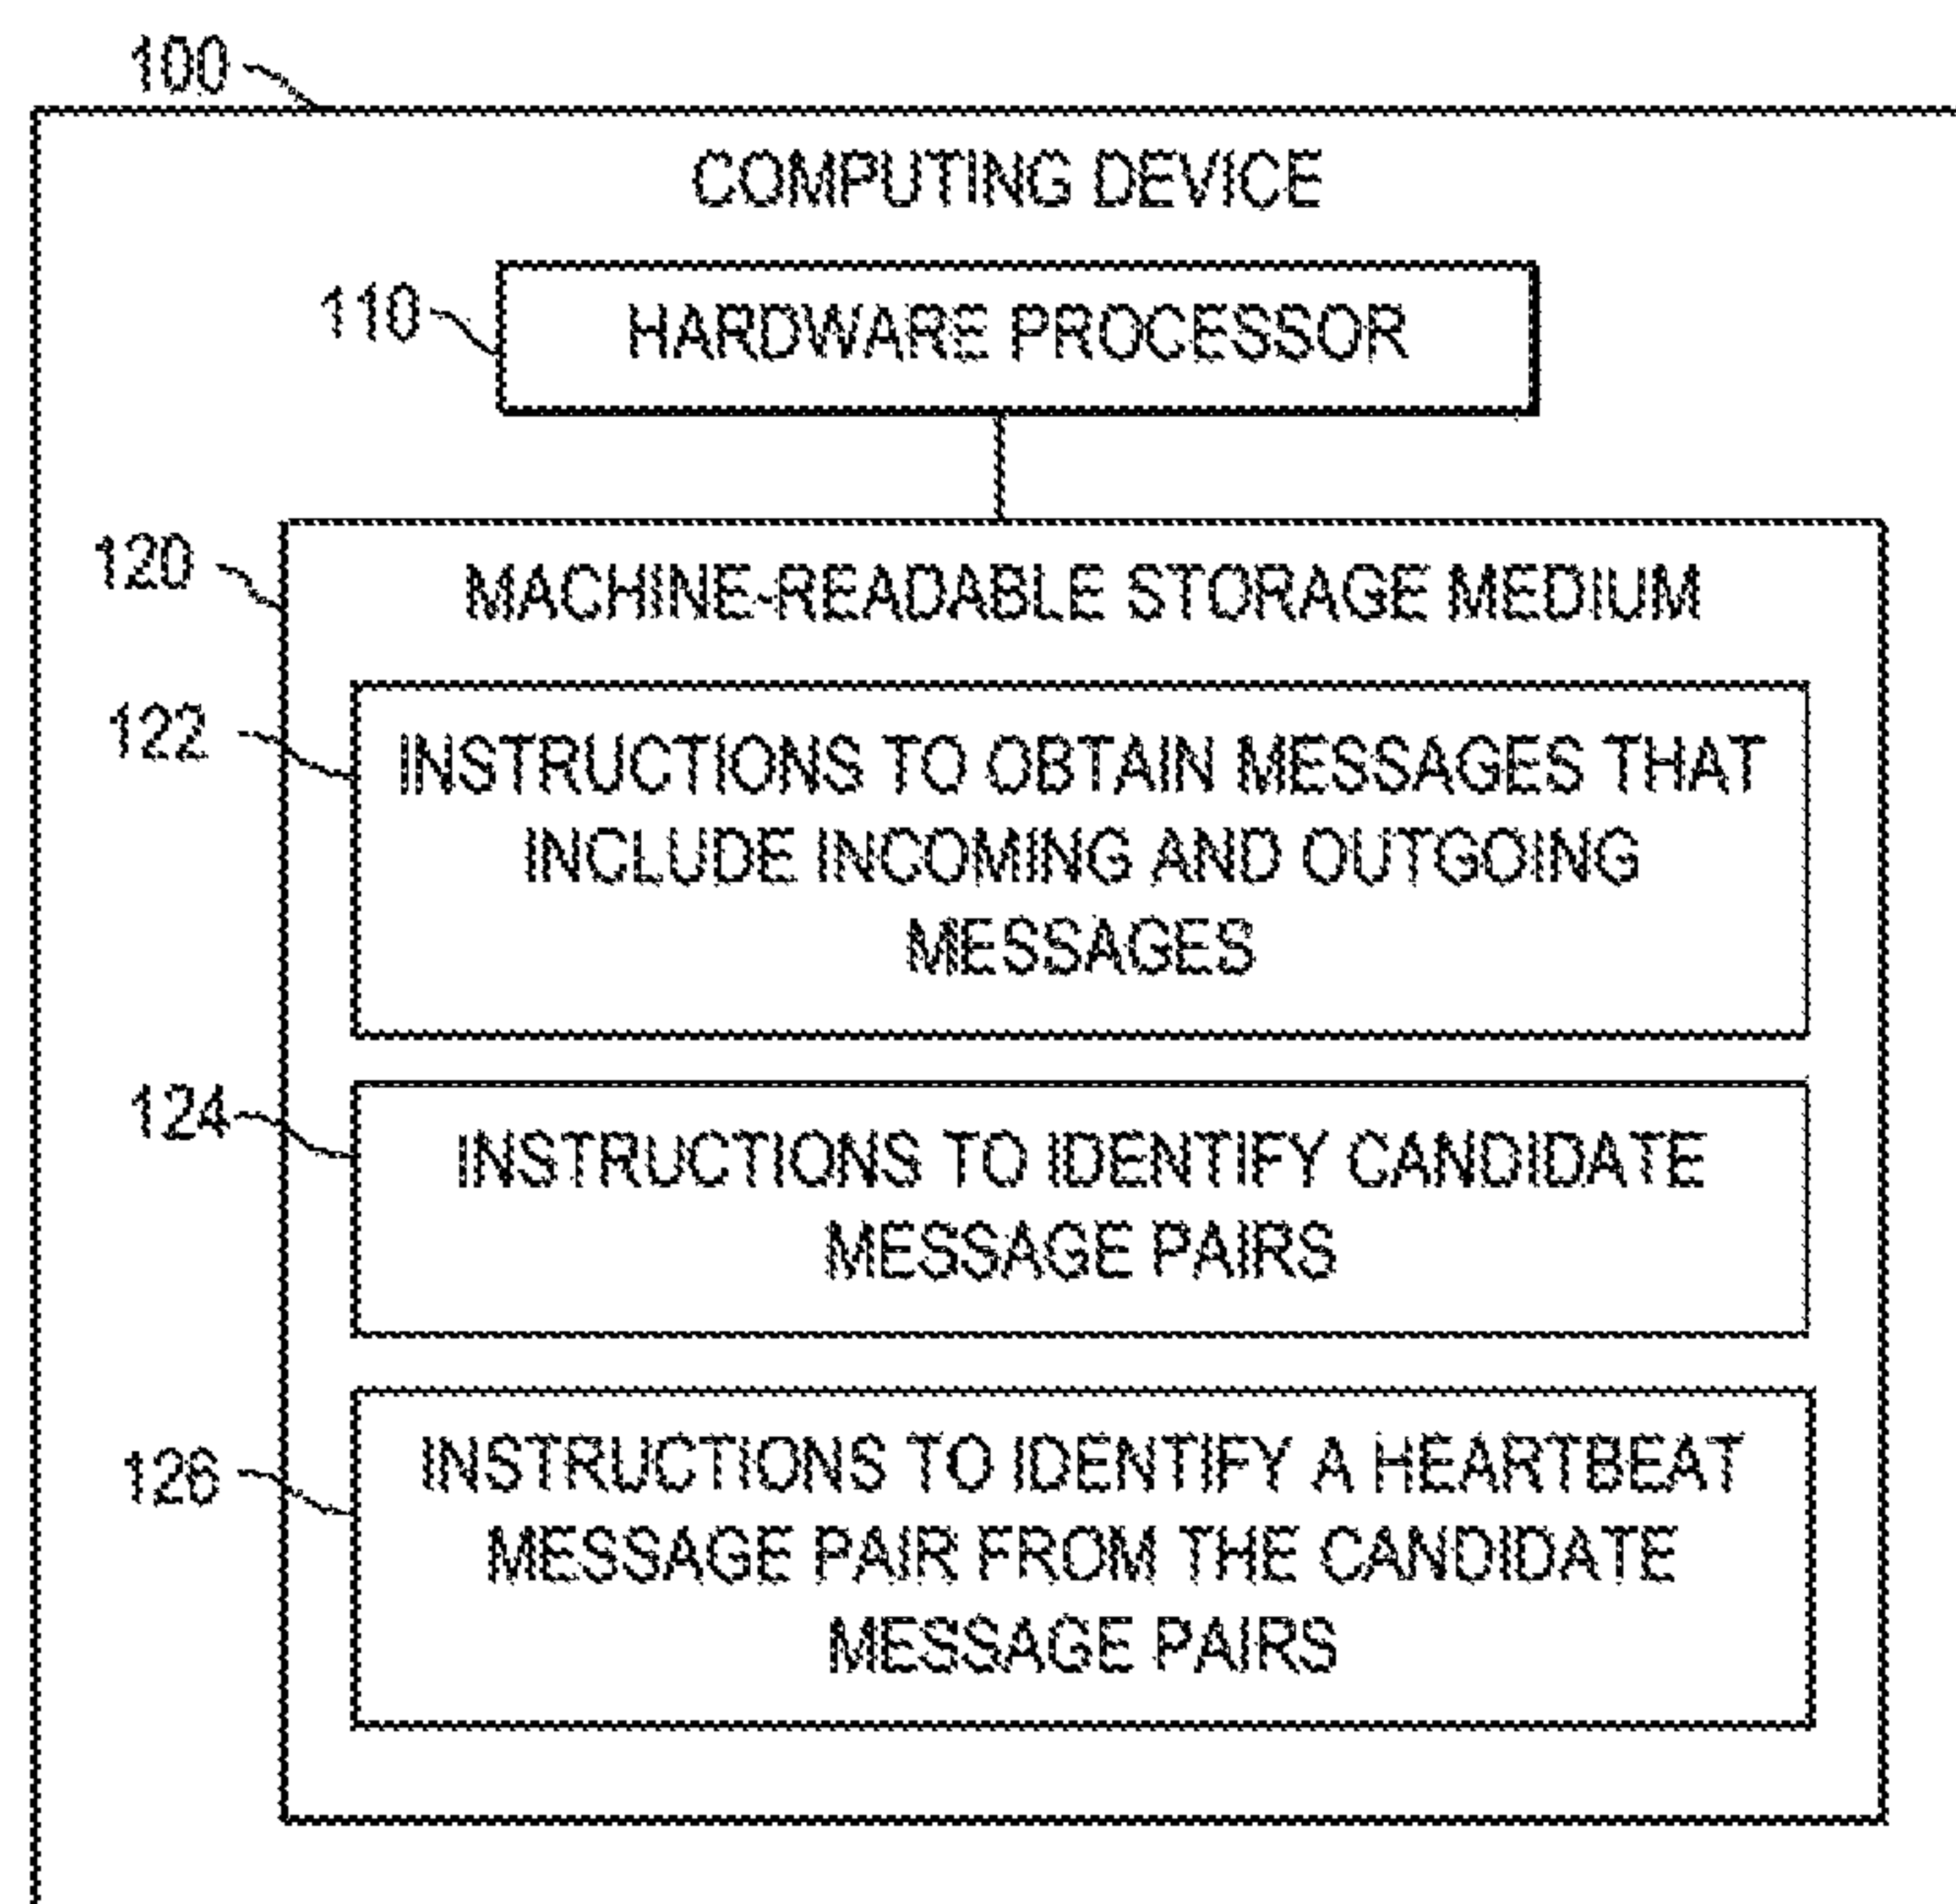 100
COMPUTING DEVICE
110
HARDWARE PROCESSOR
120
MACHINE-READABLE STORAGE MEDIUM
122
INSTRUCTIONS TO OBTAIN MESSAGES THAT
INCLUDE INCOMING AND OUTGOING
MESSAGES
124
INSTRUCTIONS TO IDENTIFY CANDIDATE
MESSAGE PAIRS
126
INSTRUCTIONS TO IDENTIFY A HEARTBEAT
MESSAGE PAIR FROM THE CANDIDATE
MESSAGE PAIRS